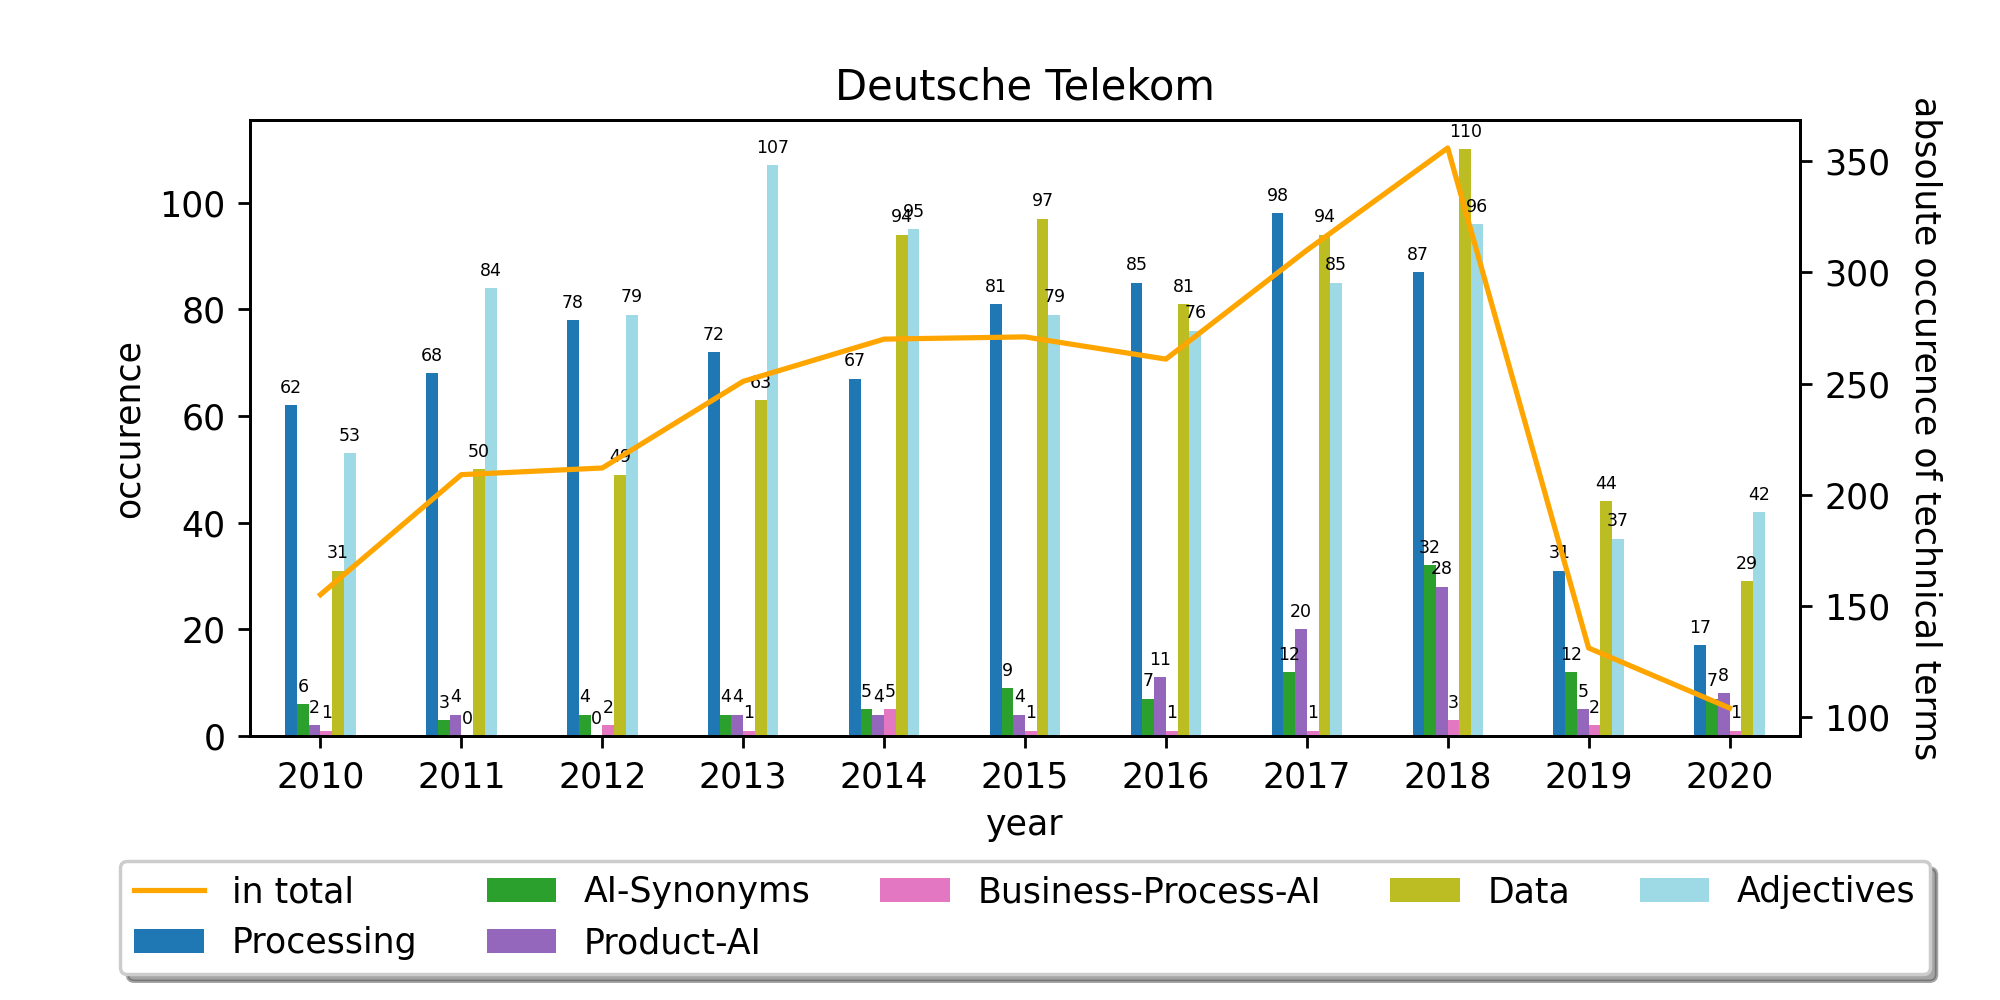 Deutsche Telekom
occurence
100
80
60
40
20
0
absolute occurence of technical terms
350
300
250
200
150
100
62 6 2 1 31 53
68 3 4 0 50 84
78 4 0 2 49 79
72 4 4 1 63 107
67 5 4 5 94 95
81 9 4 1 97 79
85 7 11 1 81 76
98 12 20 1 94 85
87 32 28 3 110 96
31 12 5 2 44 37
17 7 8 1 29 42
2010 2011 2012 2013 2014 2015 2016 2017 2018 2019 2020
year
in total AI-Synonyms Business-Process-AI Data Adjectives
Processing Product-AI